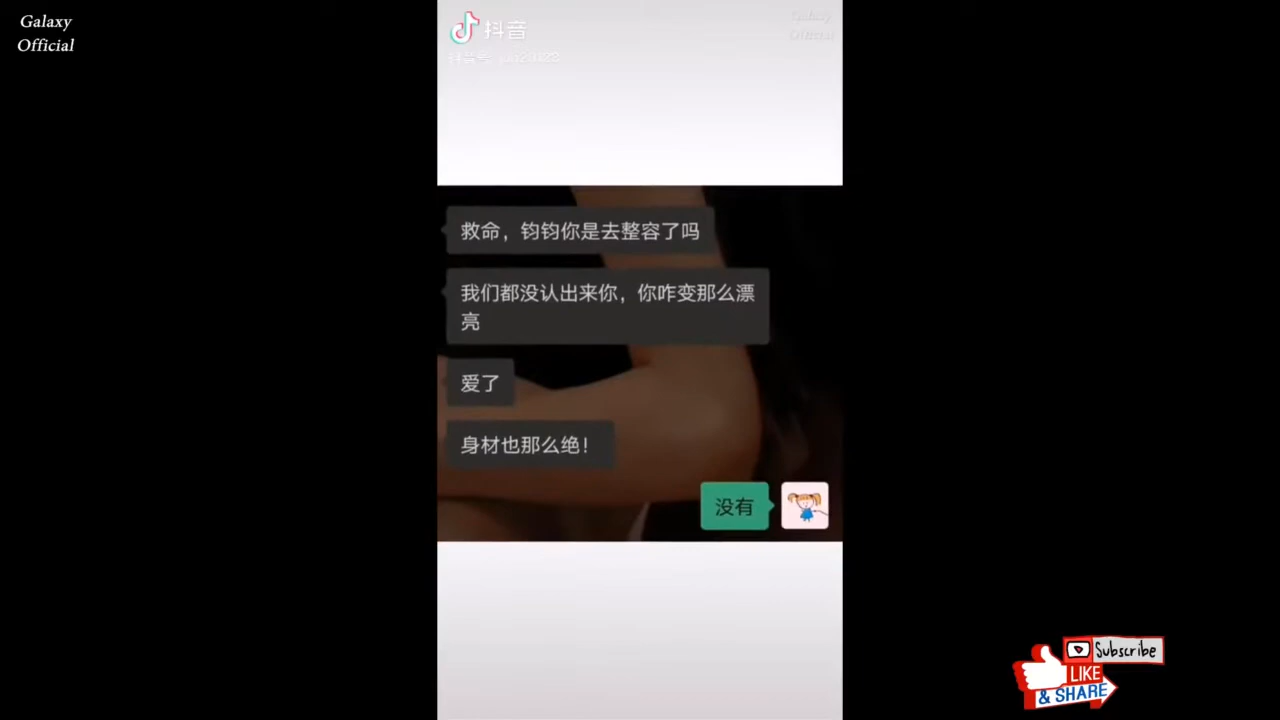 Galaxy
Official
抖音
救命，钧钧你是去整容了吗
我们都没认出来你，你咋变那么漂
亮
爱了
身材也那么绝！
没有
Subscribe
LIKE
& SHARE